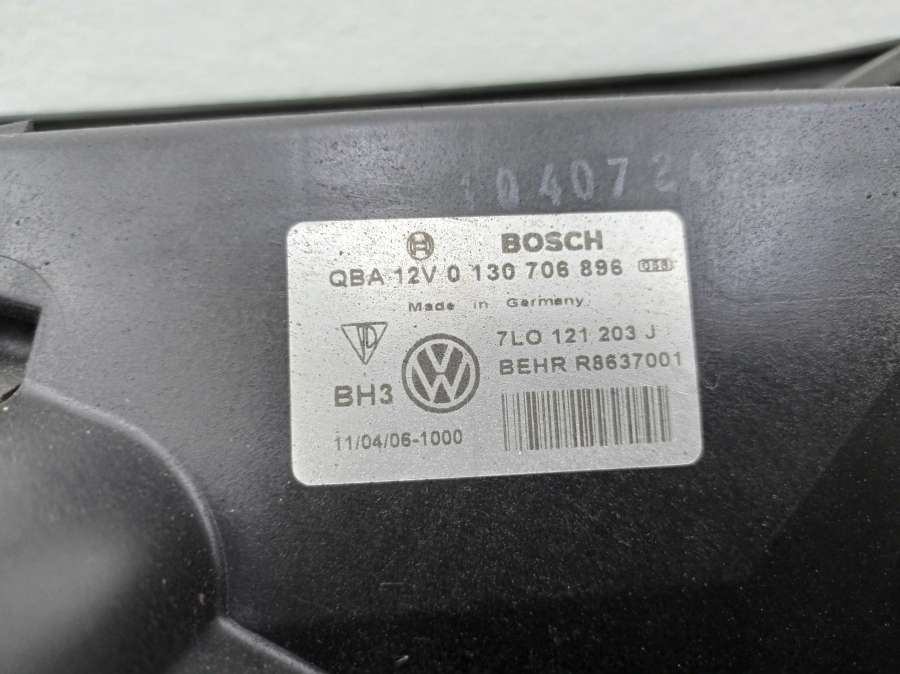 1040724
BOSCH
QBA 12V 0 130 706 896
Made in Germany
7L0 121 203 J
BEHR R8637001
BH3
11/04/06-1000